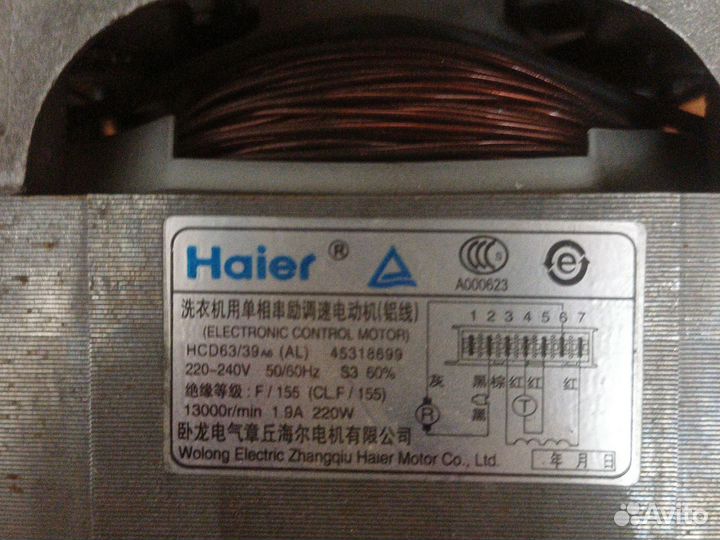 Haier ®
S
A000623
e
洗衣机用单相串励调速电动机(铝线)
(ELECTRONIC CONTROL MOTOR)
HCD63/39A6 (AL) 45318699
220-240V 50/60Hz S3 60%
绝缘等级: F/155 (CL.F/155)
13000r/min 1.9A 220W
卧龙电气章丘海尔电机有限公司
Wolong Electric Zhangqiu Haier Motor Co., Ltd.
1 2 3 4 5 6 7
灰 黑 棕 红 红 红
R 黑 T
年 月 日
Avito